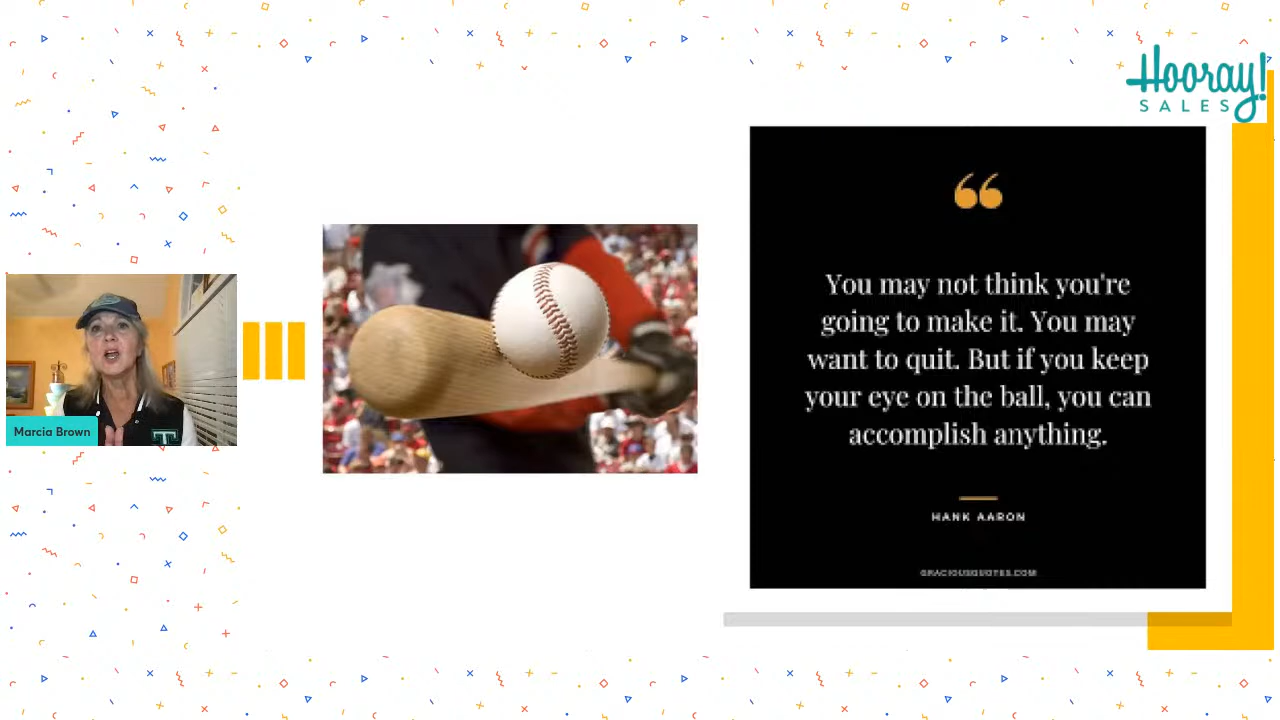 Hooray!
SALES
“
You may not think you're
going to make it. You may
want to quit. But if you keep
your eye on the ball, you can
accomplish anything.
HANK AARON
GRACIOUSQUOTES.COM
Marcia Brown
T